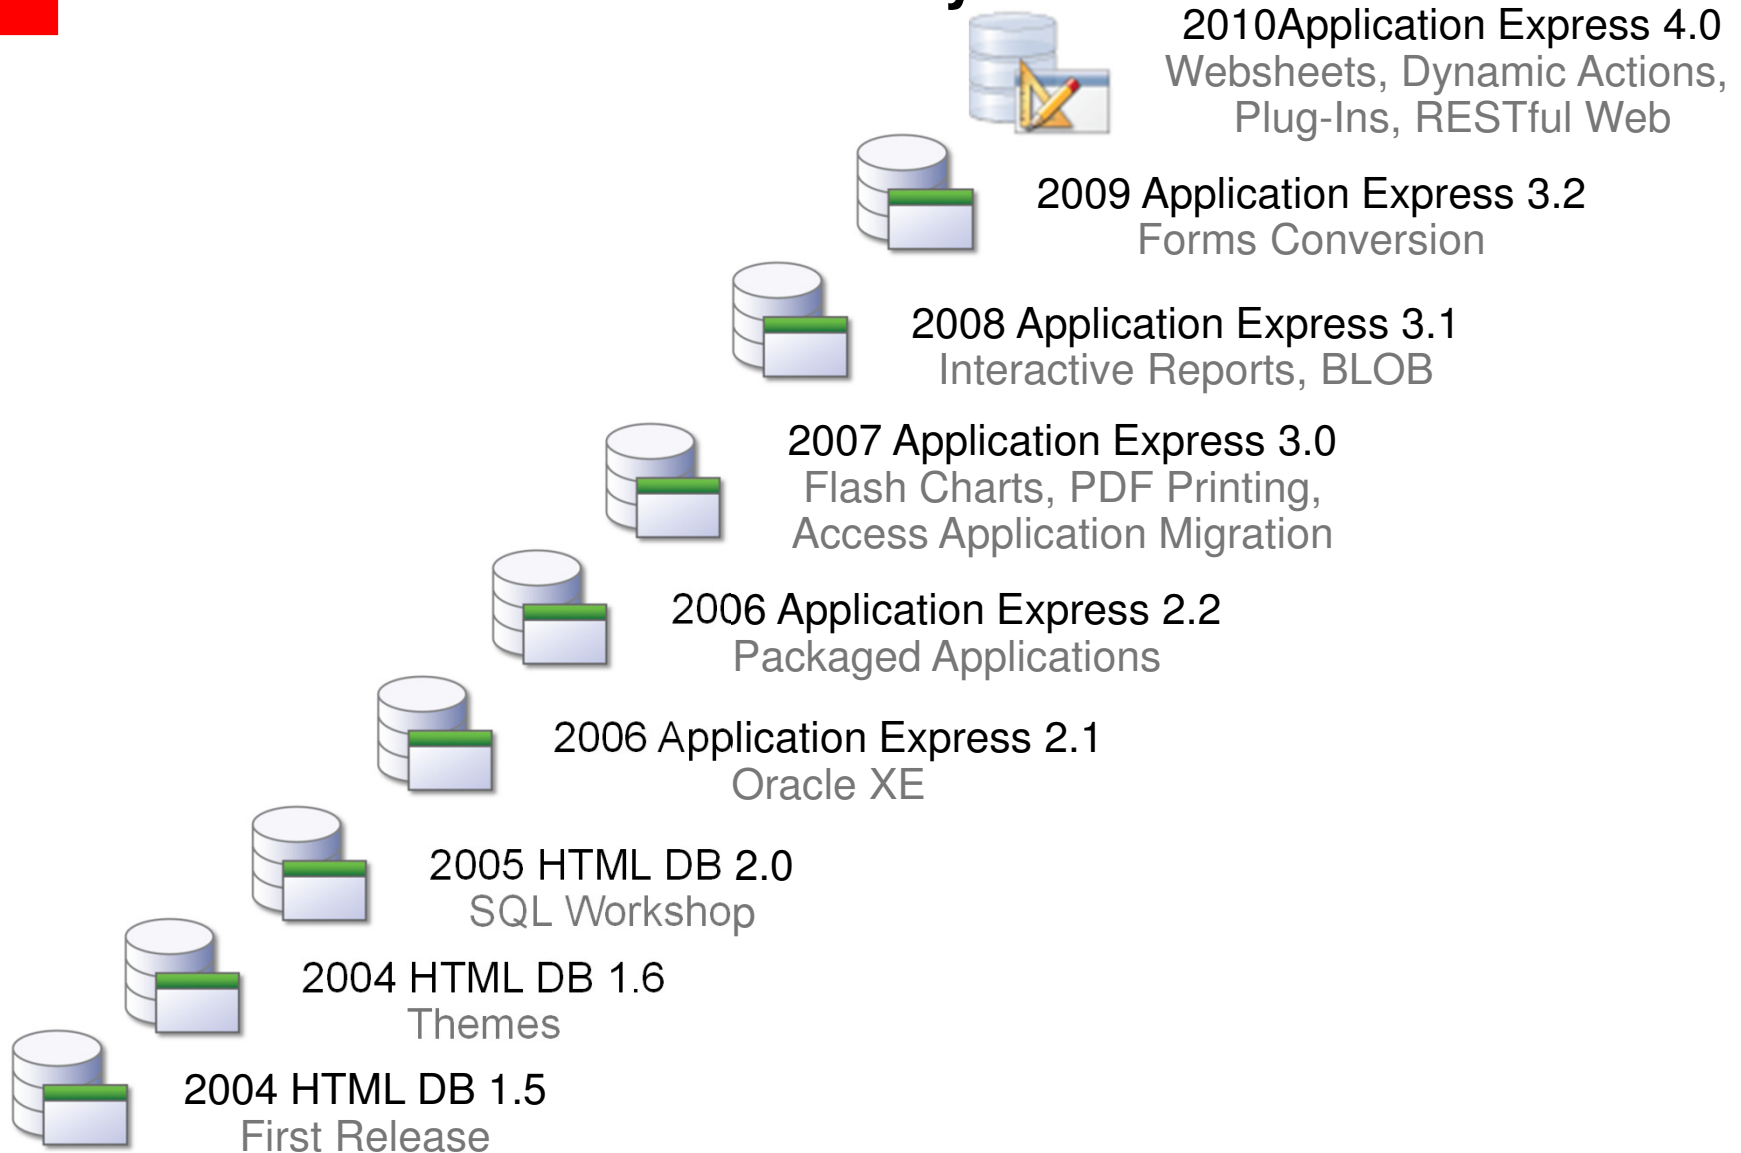 2010Application Express 4.0
Websheets, Dynamic Actions,
Plug-Ins, RESTful Web
2009 Application Express 3.2
Forms Conversion
2008 Application Express 3.1
Interactive Reports, BLOB
2007 Application Express 3.0
Flash Charts, PDF Printing,
Access Application Migration
2006 Application Express 2.2
Packaged Applications
2006 Application Express 2.1
Oracle XE
2005 HTML DB 2.0
SQL Workshop
2004 HTML DB 1.6
Themes
2004 HTML DB 1.5
First Release